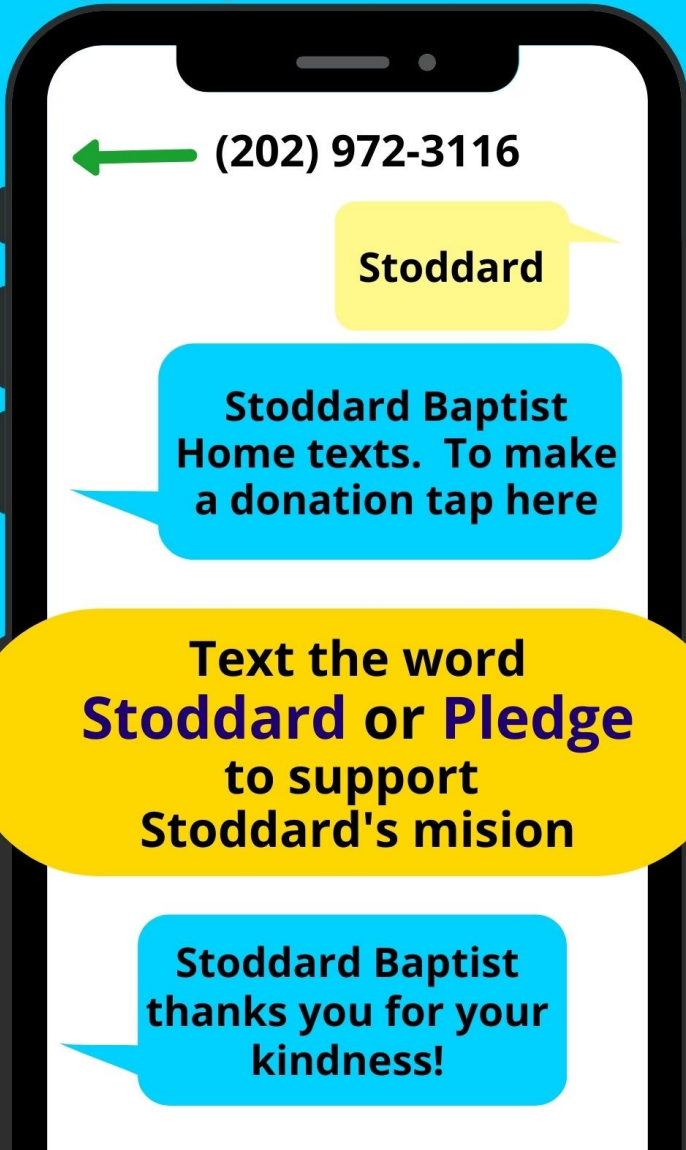 (202) 972-3116
Stoddard
Stoddard Baptist
Home texts. To make
a donation tap here
Text the word
Stoddard or Pledge
to support
Stoddard's mision
Stoddard Baptist
thanks you for your
kindness!